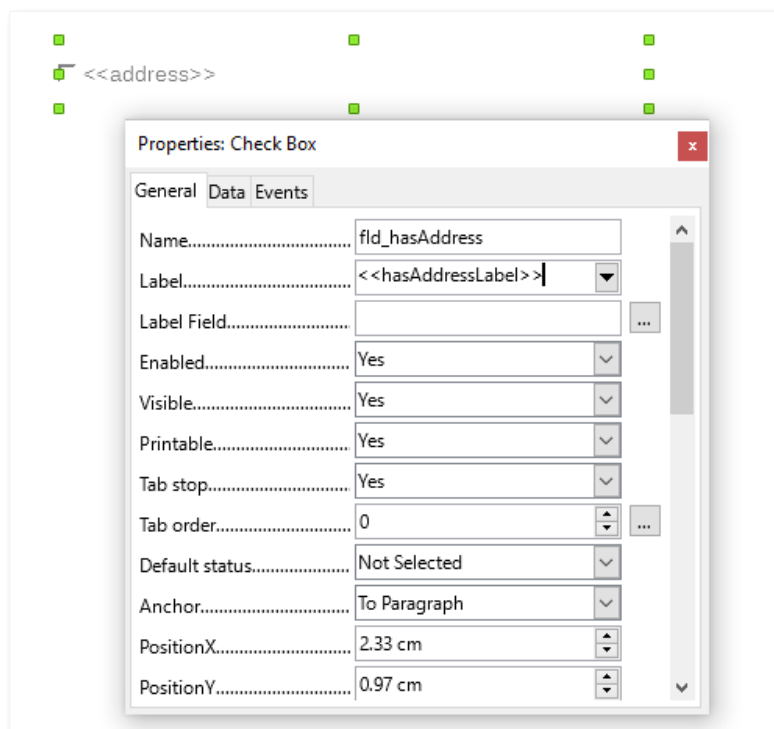 <<address>>
Properties: Check Box
x
General Data Events
Name.................................. fld_hasAddress
Label................................... <<hasAddressLabel>>
Label Field.......................... ...
Enabled.............................. Yes
Visible................................ Yes
Printable............................ Yes
Tab stop............................. Yes
Tab order........................... 0 ...
Default status.................... Not Selected
Anchor............................... To Paragraph
PositionX............................ 2.33 cm
PositionY............................ 0.97 cm